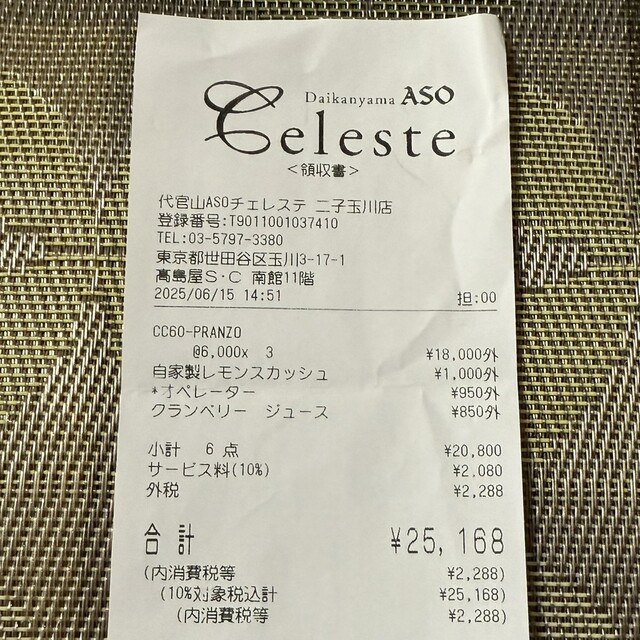 Daikanyama ASO
Celeste
<領収書>
代官山ASOチェレステ 二子玉川店
登録番号:T9011001037410
TEL:03-5797-3380
東京都世田谷区玉川3-17-1
髙島屋S・C 南館11階
2025/06/15 14:51 担:00
CC60-PRANZO
@6,000x 3 ¥18,000外
自家製レモンスカッシュ ¥1,000外
*オペレーター ¥950外
クランベリー ジュース ¥850外
小計 6 点 ¥20,800
サービス料(10%) ¥2,080
外税 ¥2,288
合計 ¥25,168
(内消費税等 ¥2,288)
(10%対象税込計 ¥25,168)
(内消費税等 ¥2,288)